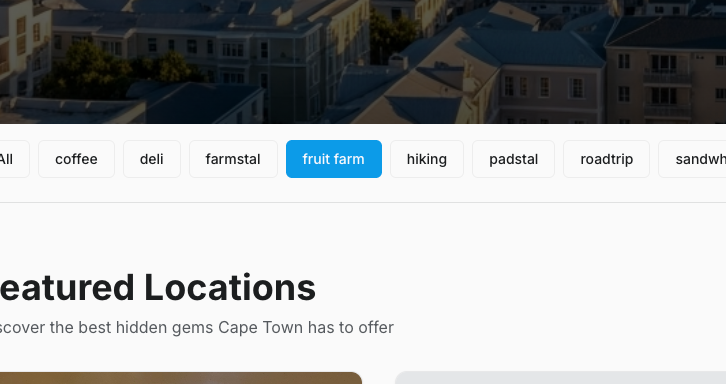 All coffee deli farmstal fruit farm hiking padstal roadtrip sandwh
eatured Locations
scover the best hidden gems Cape Town has to offer